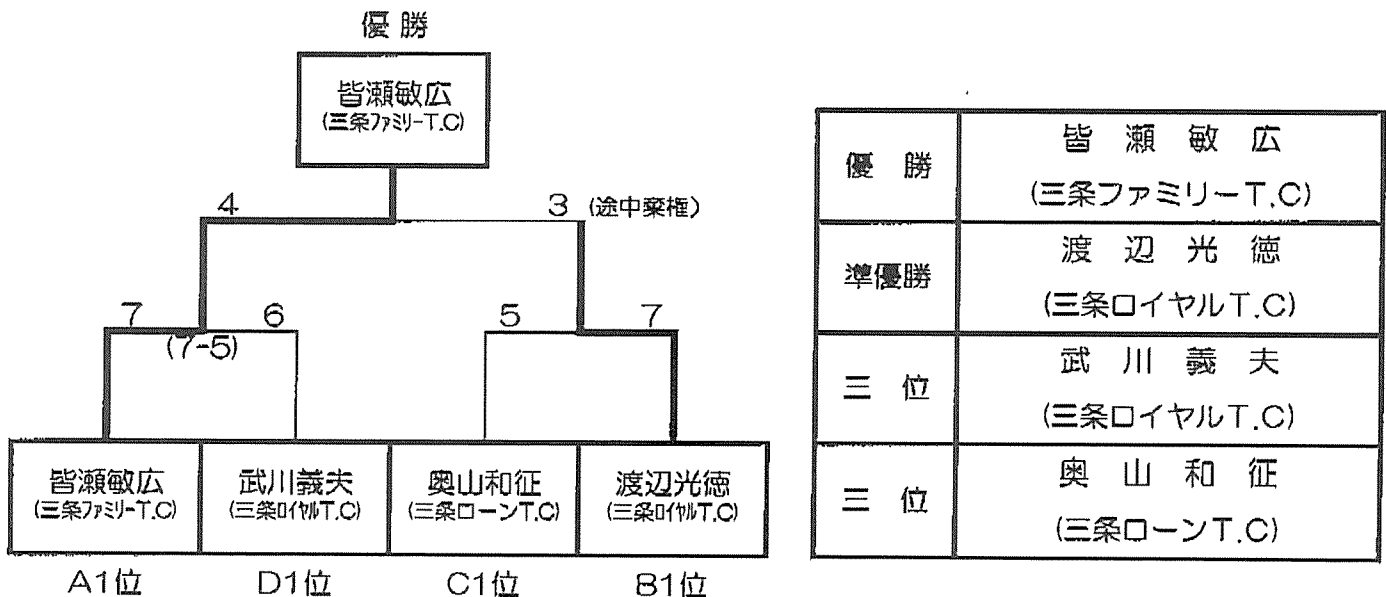 優勝
皆瀬敏広
(三条ファミリーT.C)
4
3 (途中棄権)
7
6
5
7
(7-5)
皆瀬敏広
(三条ファミリーT.C)
武川義夫
(三条ロイヤルT.C)
奥山和征
(三条ローンT.C)
渡辺光徳
(三条ロイヤルT.C)
A1位
D1位
C1位
B1位
優勝
皆瀬敏広
(三条ファミリーT.C)
準優勝
渡辺光徳
(三条ロイヤルT.C)
三位
武川義夫
(三条ロイヤルT.C)
三位
奥山和征
(三条ローンT.C)